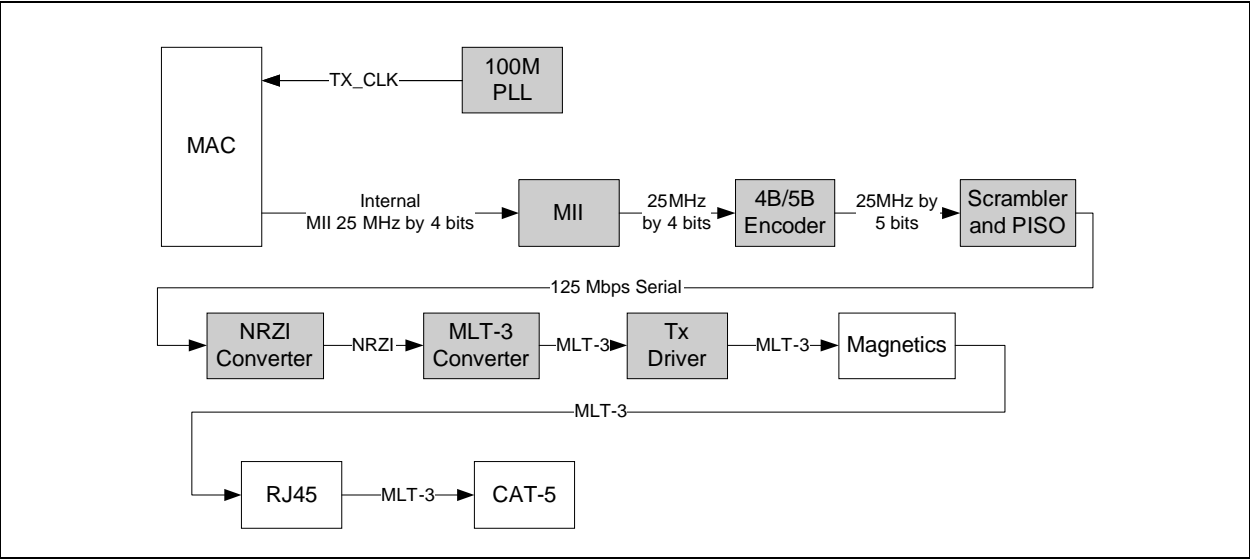 MAC
TX_CLK
100M
PLL
Internal
MII 25 MHz by 4 bits
MII
25MHz
by 4 bits
4B/5B
Encoder
25MHz by
5 bits
Scrambler
and PISO
125 Mbps Serial
NRZI
Converter
NRZI
MLT-3
Converter
MLT-3
Tx
Driver
MLT-3
Magnetics
MLT-3
RJ45
MLT-3
CAT-5